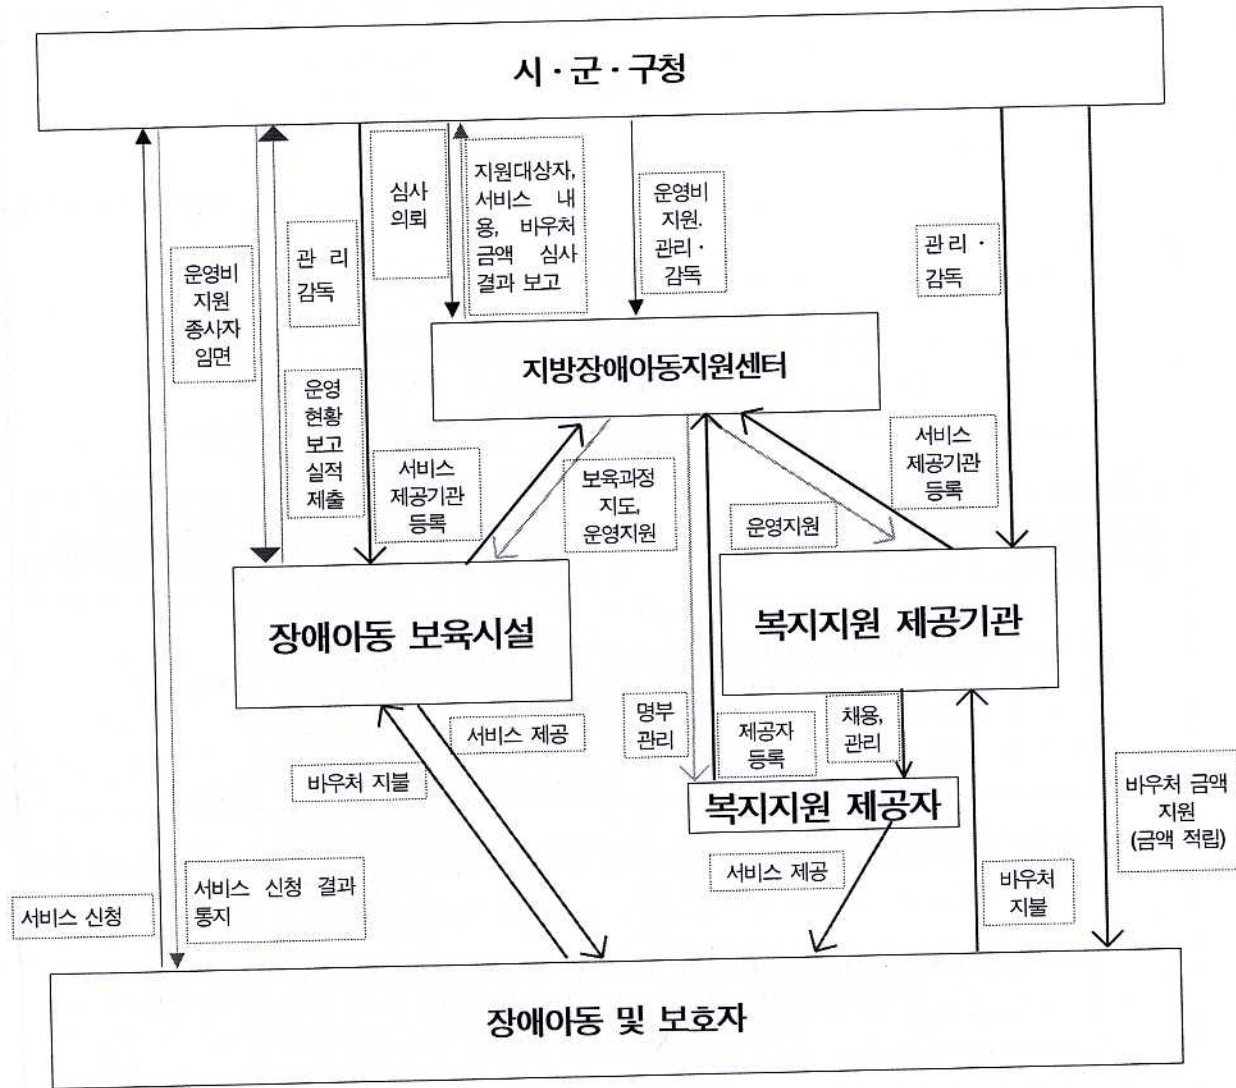 시 · 군 · 구청
심사
의뢰
지원대상자,
서비스 내
용, 바우처
금액 심사
결과 보고
운영비
지원.
관리 ·
감독
관리 ·
감독
운영비
지원
종사자
임면
관 리
감독
지방장애아동지원센터
운영
현황
보고
실적
제출
서비스
제공기관
등록
보육과정
지도,
운영지원
운영지원
서비스
제공기관
등록
장애아동 보육시설
복지지원 제공기관
서비스 제공
바우처 지불
명부
관리
제공자
등록
채용,
관리
복지지원 제공자
바우처 금액
지원
(금액 적립)
서비스 제공
바우처
지불
서비스 신청
서비스 신청 결과
통지
장애아동 및 보호자